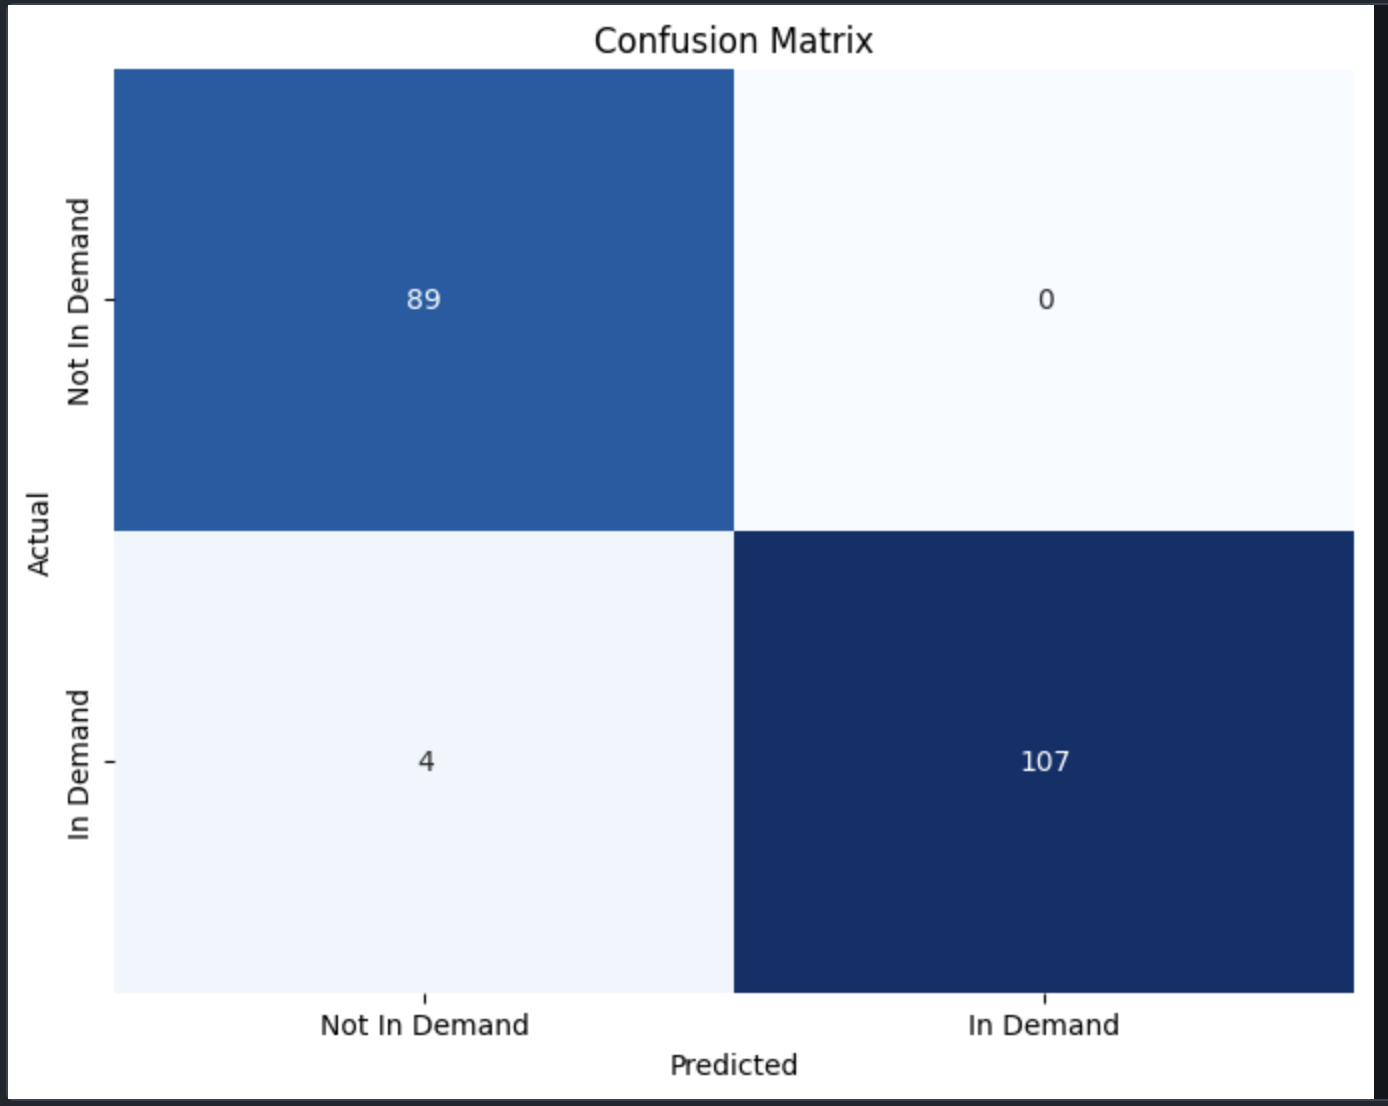 Confusion Matrix
Not In Demand
89
0
Actual
In Demand
4
107
Not In Demand
In Demand
Predicted